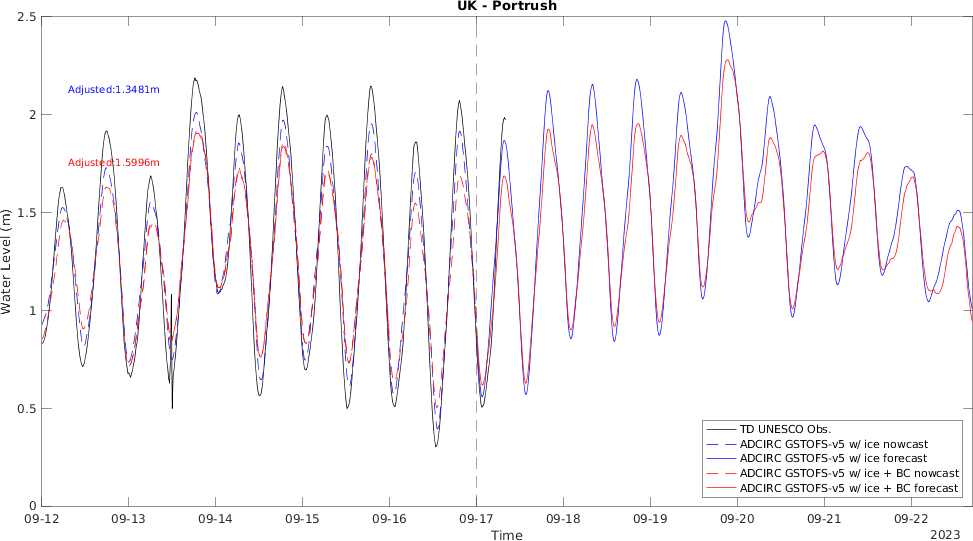 UK - Portrush
2.5
2
1.5
1
0.5
0
Water Level (m)
Adjusted:1.3481m
Adjusted:1.5996m
TD UNESCO Obs.
ADCIRC GSTOFS-v5 w/ ice nowcast
ADCIRC GSTOFS-v5 w/ ice forecast
ADCIRC GSTOFS-v5 w/ ice + BC nowcast
ADCIRC GSTOFS-v5 w/ ice + BC forecast
09-12 09-13 09-14 09-15 09-16 09-17 09-18 09-19 09-20 09-21 09-22
Time
2023